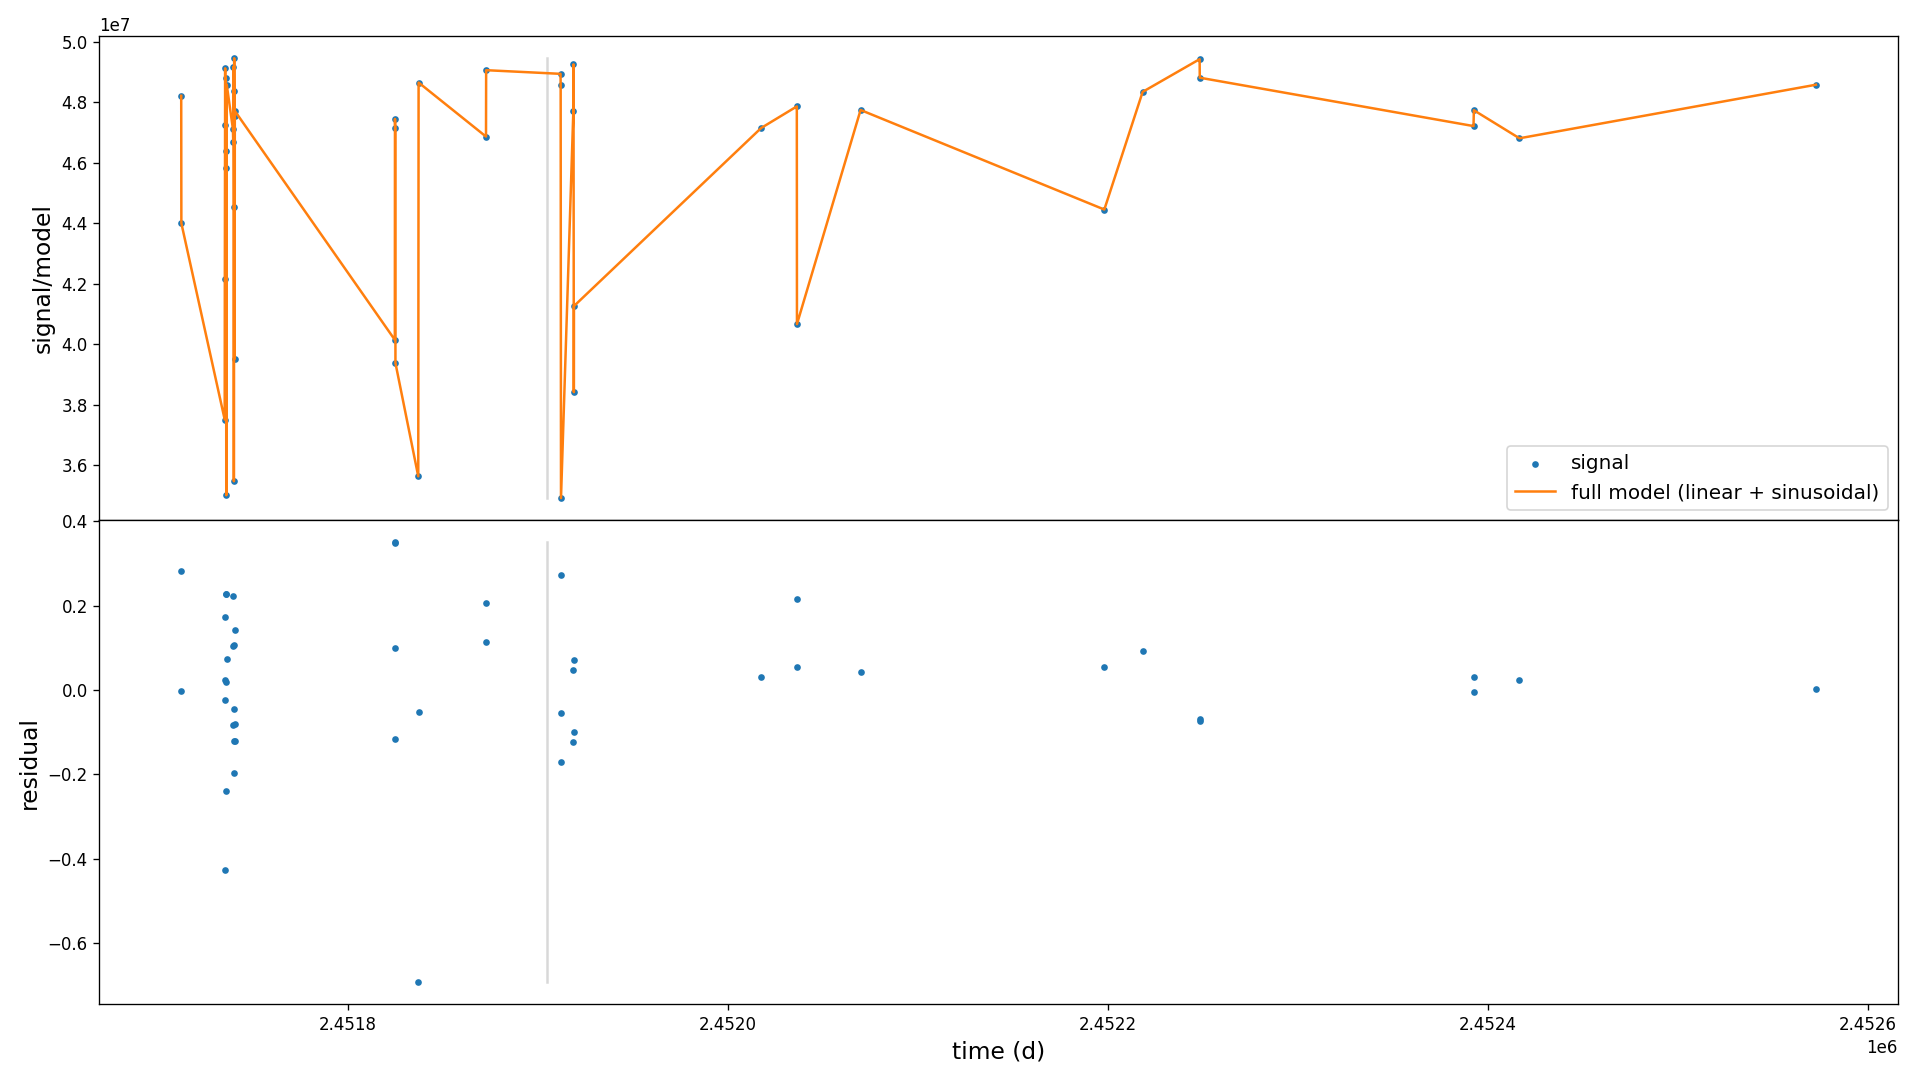 1e7
5.0
4.8
4.6
4.4
4.2
4.0
3.8
3.6
signal/model
signal
full model (linear + sinusoidal)
0.4
0.2
0.0
−0.2
−0.4
−0.6
residual
2.4518
2.4520
2.4522
2.4524
2.4526
1e6
time (d)